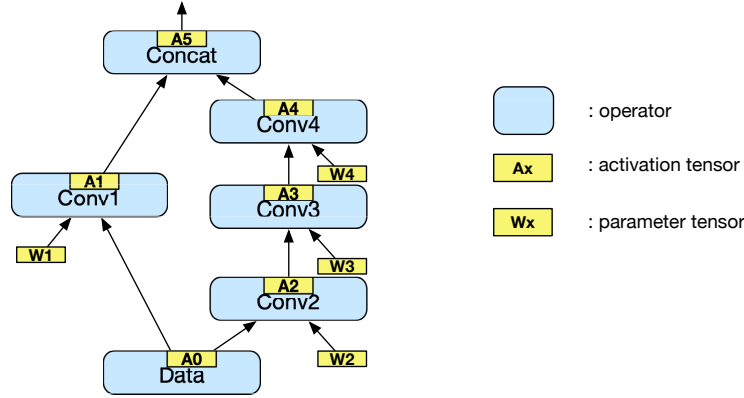 A5
Concat
A4
Conv4
W4
A1
Conv1
A3
Conv3
W1
W3
A2
Conv2
A0
Data
W2
: operator
Ax
: activation tensor
Wx
: parameter tensor